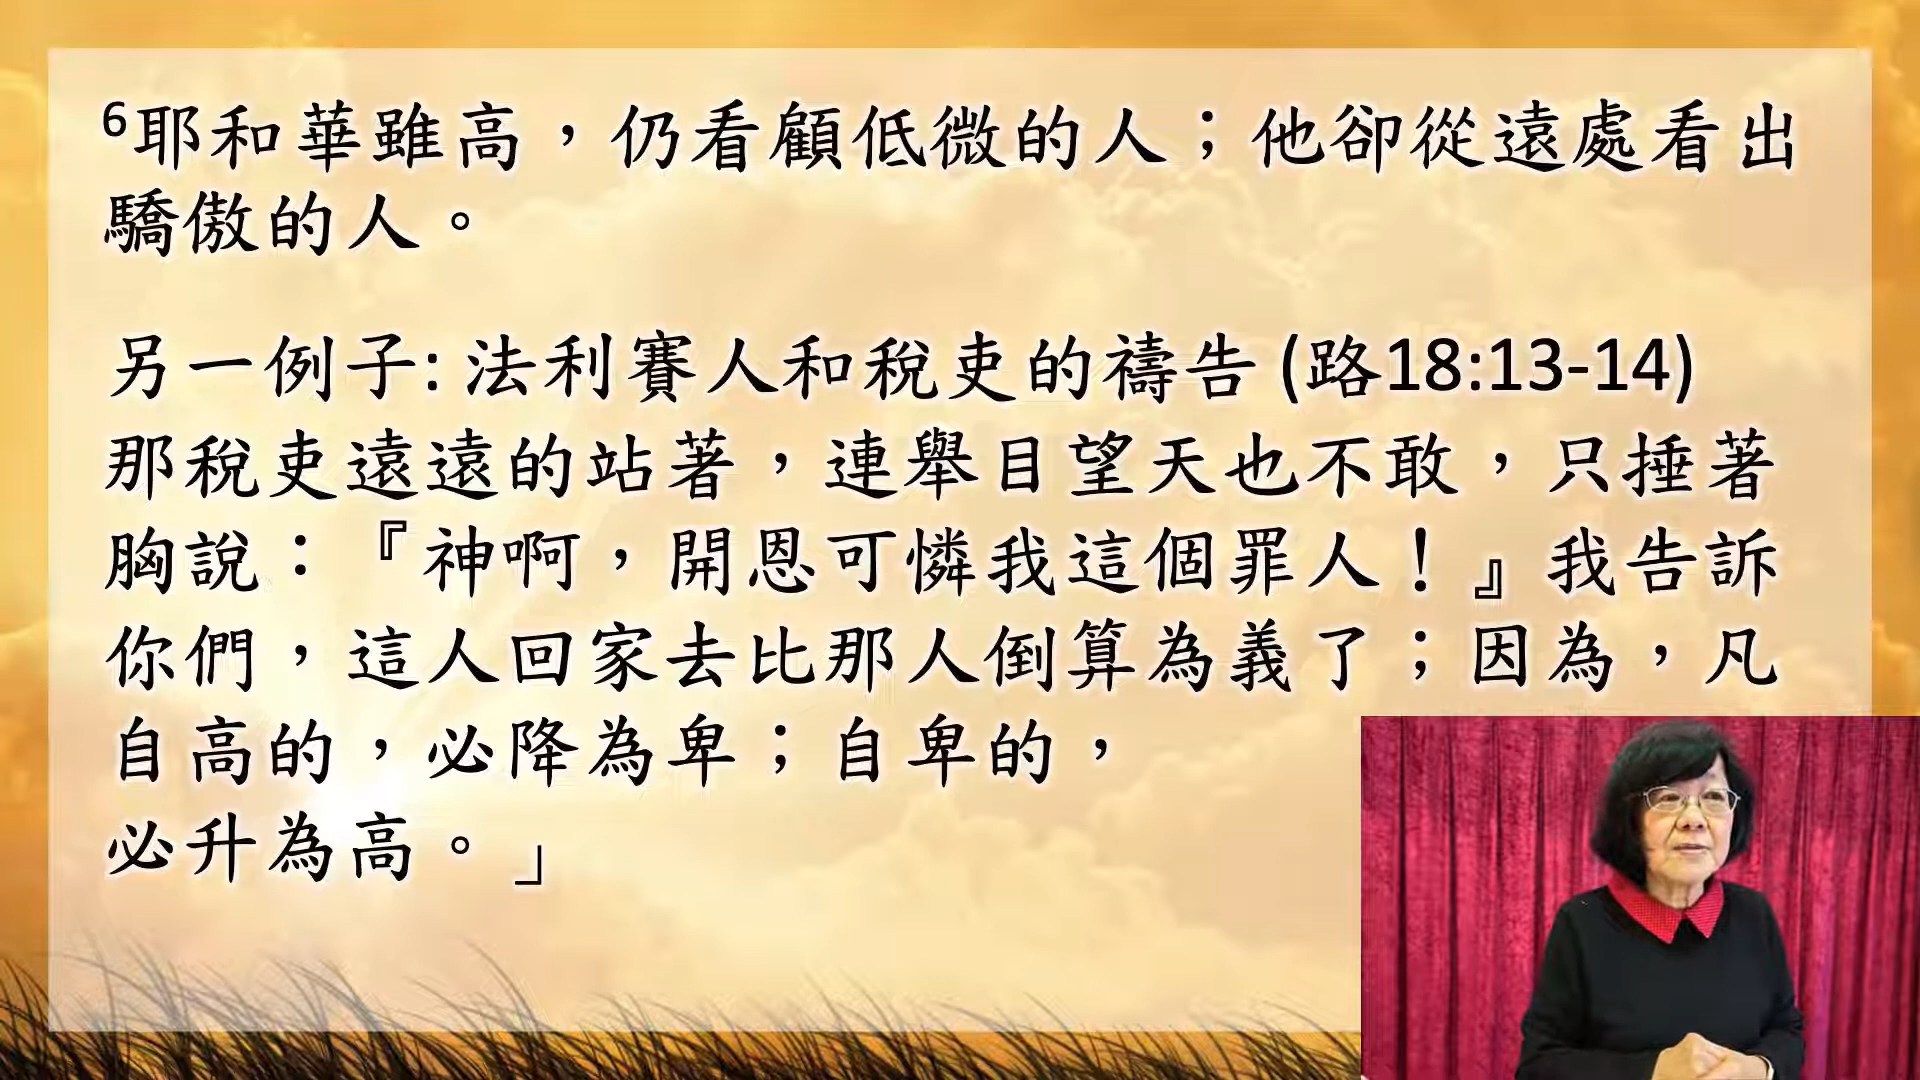 6耶和華雖高，仍看顧低微的人；他卻從遠處看出
驕傲的人。
另一例子: 法利賽人和稅吏的禱告 (路18:13-14)
那稅吏遠遠的站著，連舉目望天也不敢，只捶著
胸說：『神啊，開恩可憐我這個罪人！』我告訴
你們，這人回家去比那人倒算為義了；因為，凡
自高的，必降為卑；自卑的，
必升為高。」